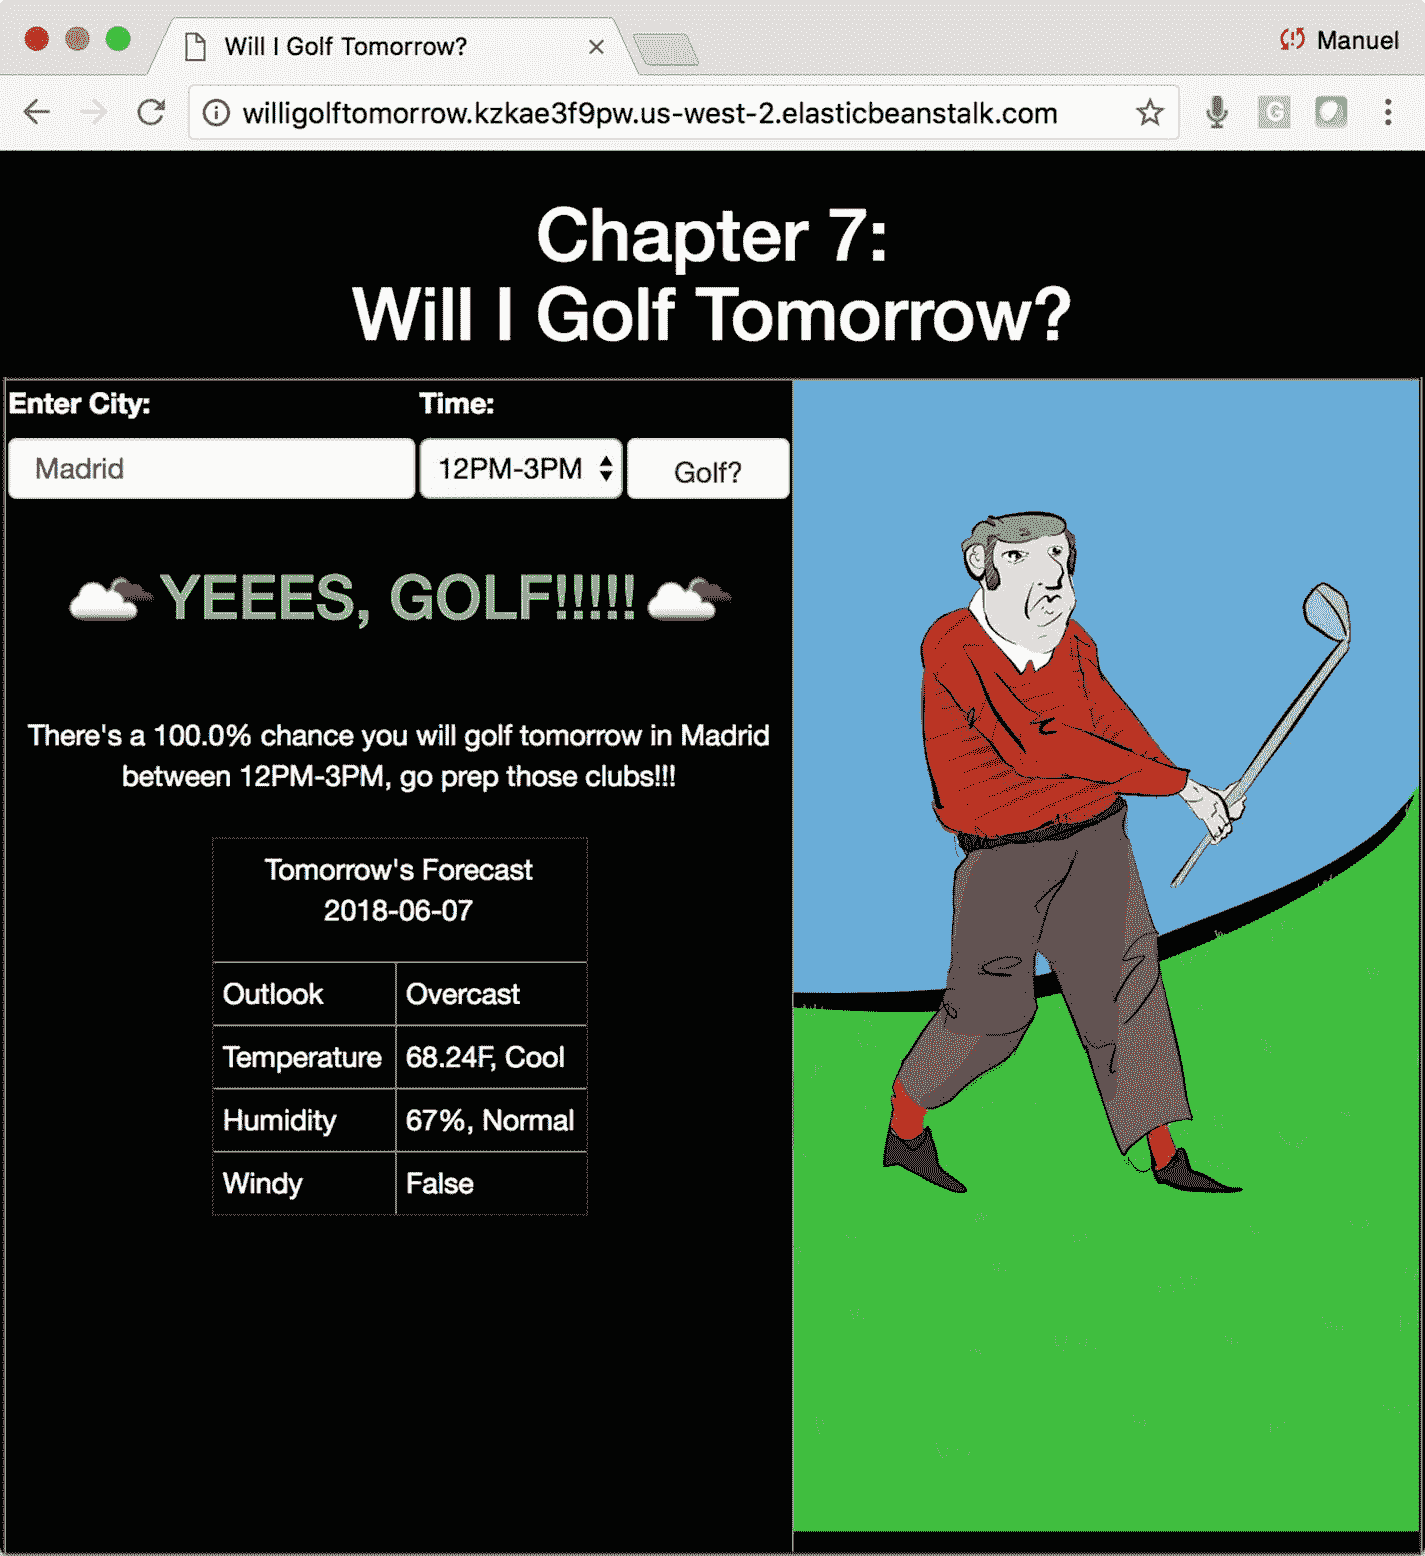 Will I Golf Tomorrow?
Manuel
willigolftomorrow.kzkae3f9pw.us-west-2.elasticbeanstalk.com
G
Chapter 7:
Will I Golf Tomorrow?
Enter City: Time:
Madrid 12PM-3PM Golf?
YEEES, GOLF!!!!!
There's a 100.0% chance you will golf tomorrow in Madrid
between 12PM-3PM, go prep those clubs!!!
Tomorrow's Forecast
2018-06-07
Outlook Overcast
Temperature 68.24F, Cool
Humidity 67%, Normal
Windy False